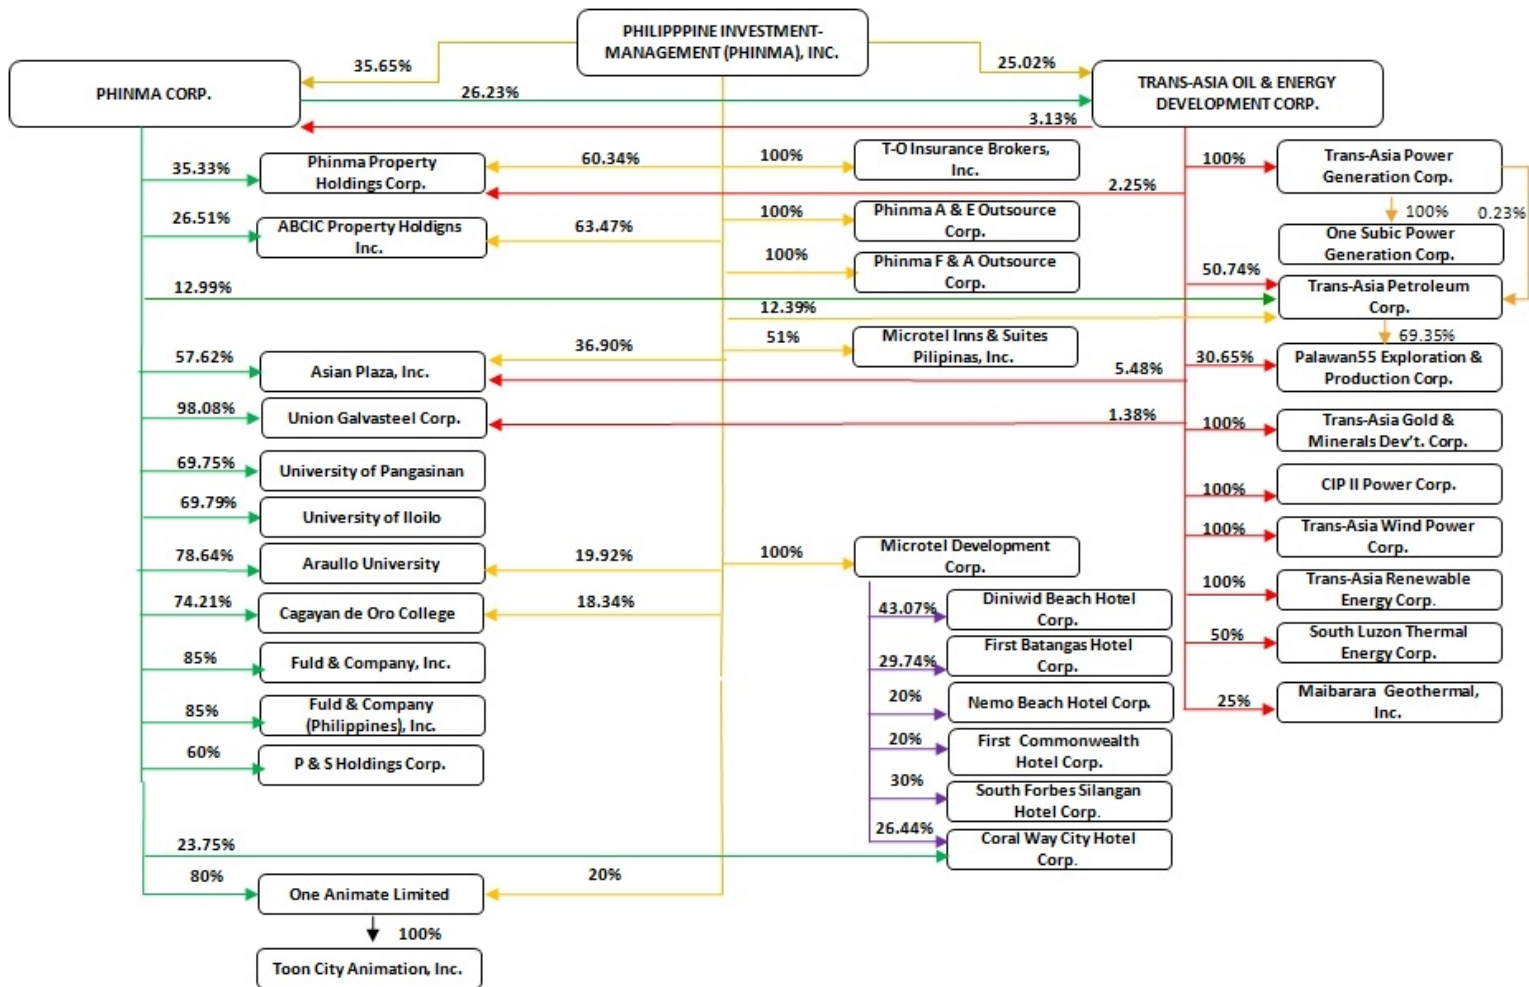 PHILIPPPINE INVESTMENT-
MANAGEMENT (PHINMA), INC.
35.65%
25.02%
PHINMA CORP.
26.23%
TRANS-ASIA OIL & ENERGY
DEVELOPMENT CORP.
3.13%
35.33%
Phinma Property
Holdings Corp.
60.34%
100%
T-O Insurance Brokers,
Inc.
2.25%
100%
Trans-Asia Power
Generation Corp.
26.51%
ABCIC Property Holdigns
Inc.
63.47%
100%
Phinma A & E Outsource
Corp.
100%
0.23%
One Subic Power
Generation Corp.
100%
Phinma F & A Outsource
Corp.
50.74%
Trans-Asia Petroleum
Corp.
12.99%
12.39%
69.35%
57.62%
Asian Plaza, Inc.
36.90%
51%
Microtel Inns & Suites
Pilipinas, Inc.
5.48%
30.65%
Palawan55 Exploration &
Production Corp.
98.08%
Union Galvasteel Corp.
1.38%
100%
Trans-Asia Gold &
Minerals Dev't. Corp.
69.75%
University of Pangasinan
100%
CIP II Power Corp.
69.79%
University of Iloilo
100%
Trans-Asia Wind Power
Corp.
78.64%
Araullo University
19.92%
100%
Microtel Development
Corp.
100%
Trans-Asia Renewable
Energy Corp.
74.21%
Cagayan de Oro College
18.34%
43.07%
Diniwid Beach Hotel
Corp.
50%
South Luzon Thermal
Energy Corp.
85%
Fuld & Company, Inc.
29.74%
First Batangas Hotel
Corp.
25%
Maibarara Geothermal,
Inc.
85%
Fuld & Company
(Philippines), Inc.
20%
Nemo Beach Hotel Corp.
60%
P & S Holdings Corp.
20%
First Commonwealth
Hotel Corp.
30%
South Forbes Silangan
Hotel Corp.
23.75%
26.44%
Coral Way City Hotel
Corp.
80%
One Animate Limited
20%
100%
Toon City Animation, Inc.